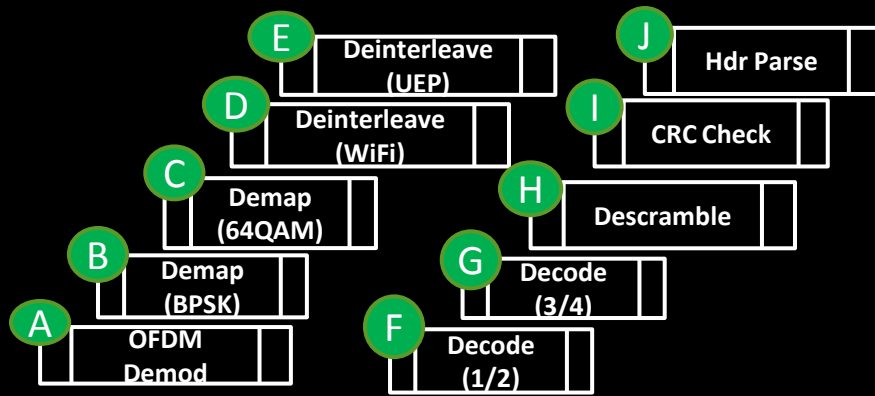 E
Deinterleave
(UEP)
J
Hdr Parse
D
Deinterleave
(WiFi)
I
CRC Check
C
Demap
(64QAM)
H
Descramble
B
Demap
(BPSK)
G
Decode
(3/4)
A
OFDM
Demod
F
Decode
(1/2)